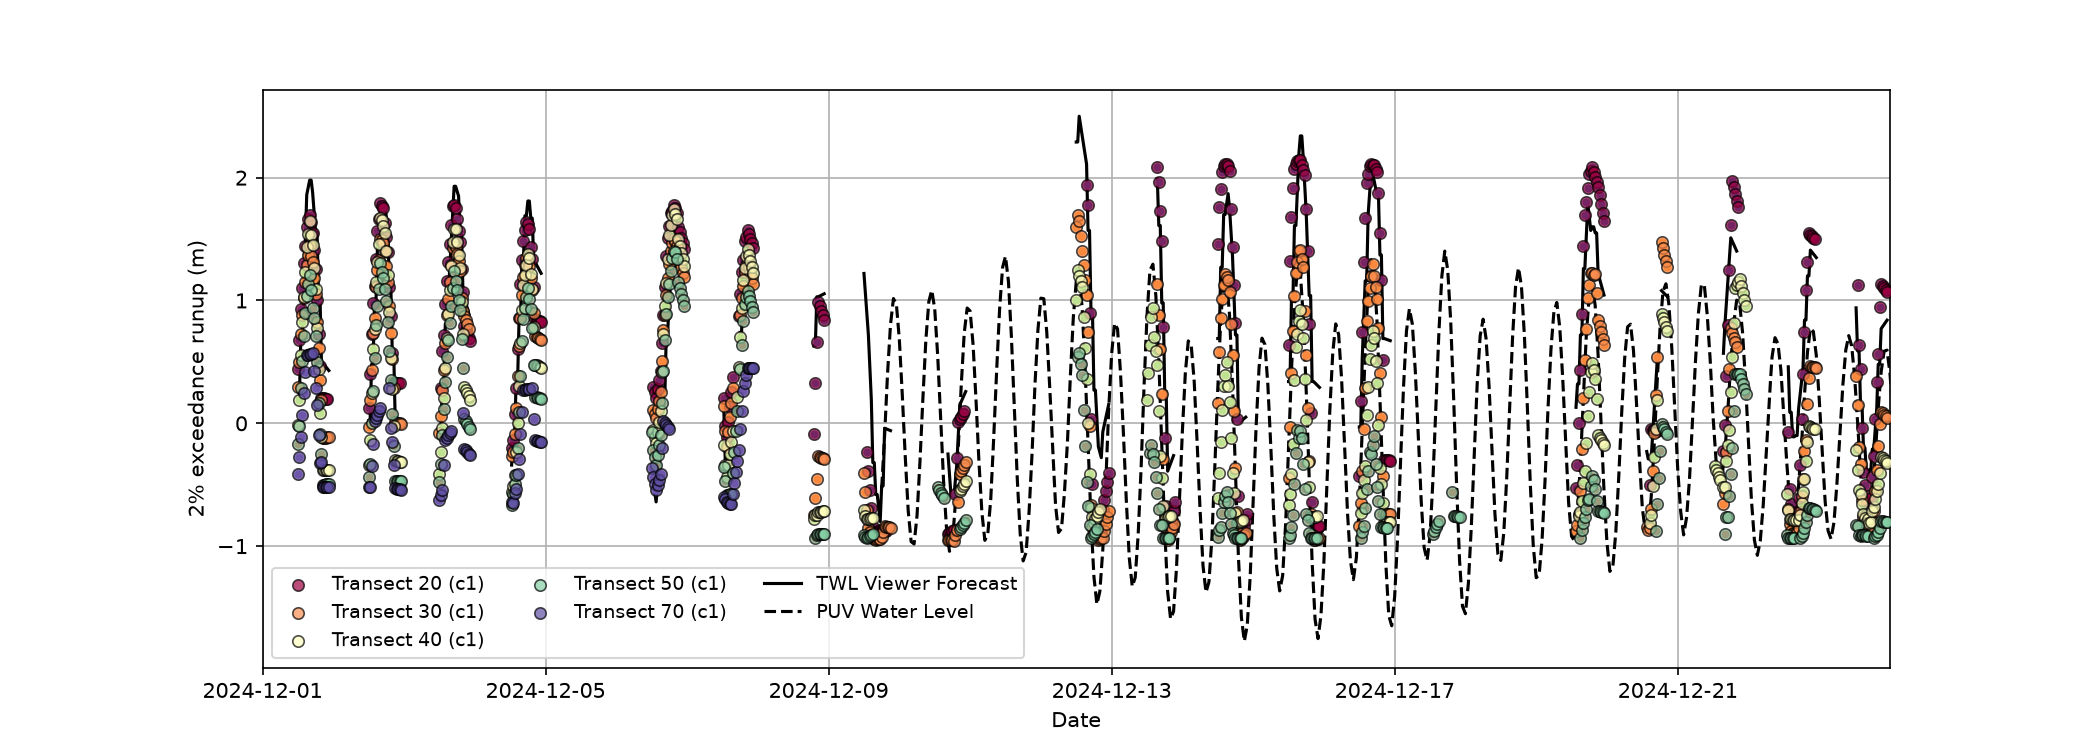 2% exceedance runup (m)
2
1
0
−1
Transect 20 (c1)
Transect 30 (c1)
Transect 40 (c1)
Transect 50 (c1)
Transect 70 (c1)
TWL Viewer Forecast
PUV Water Level
2024-12-01 2024-12-05 2024-12-09 2024-12-13 2024-12-17 2024-12-21
Date